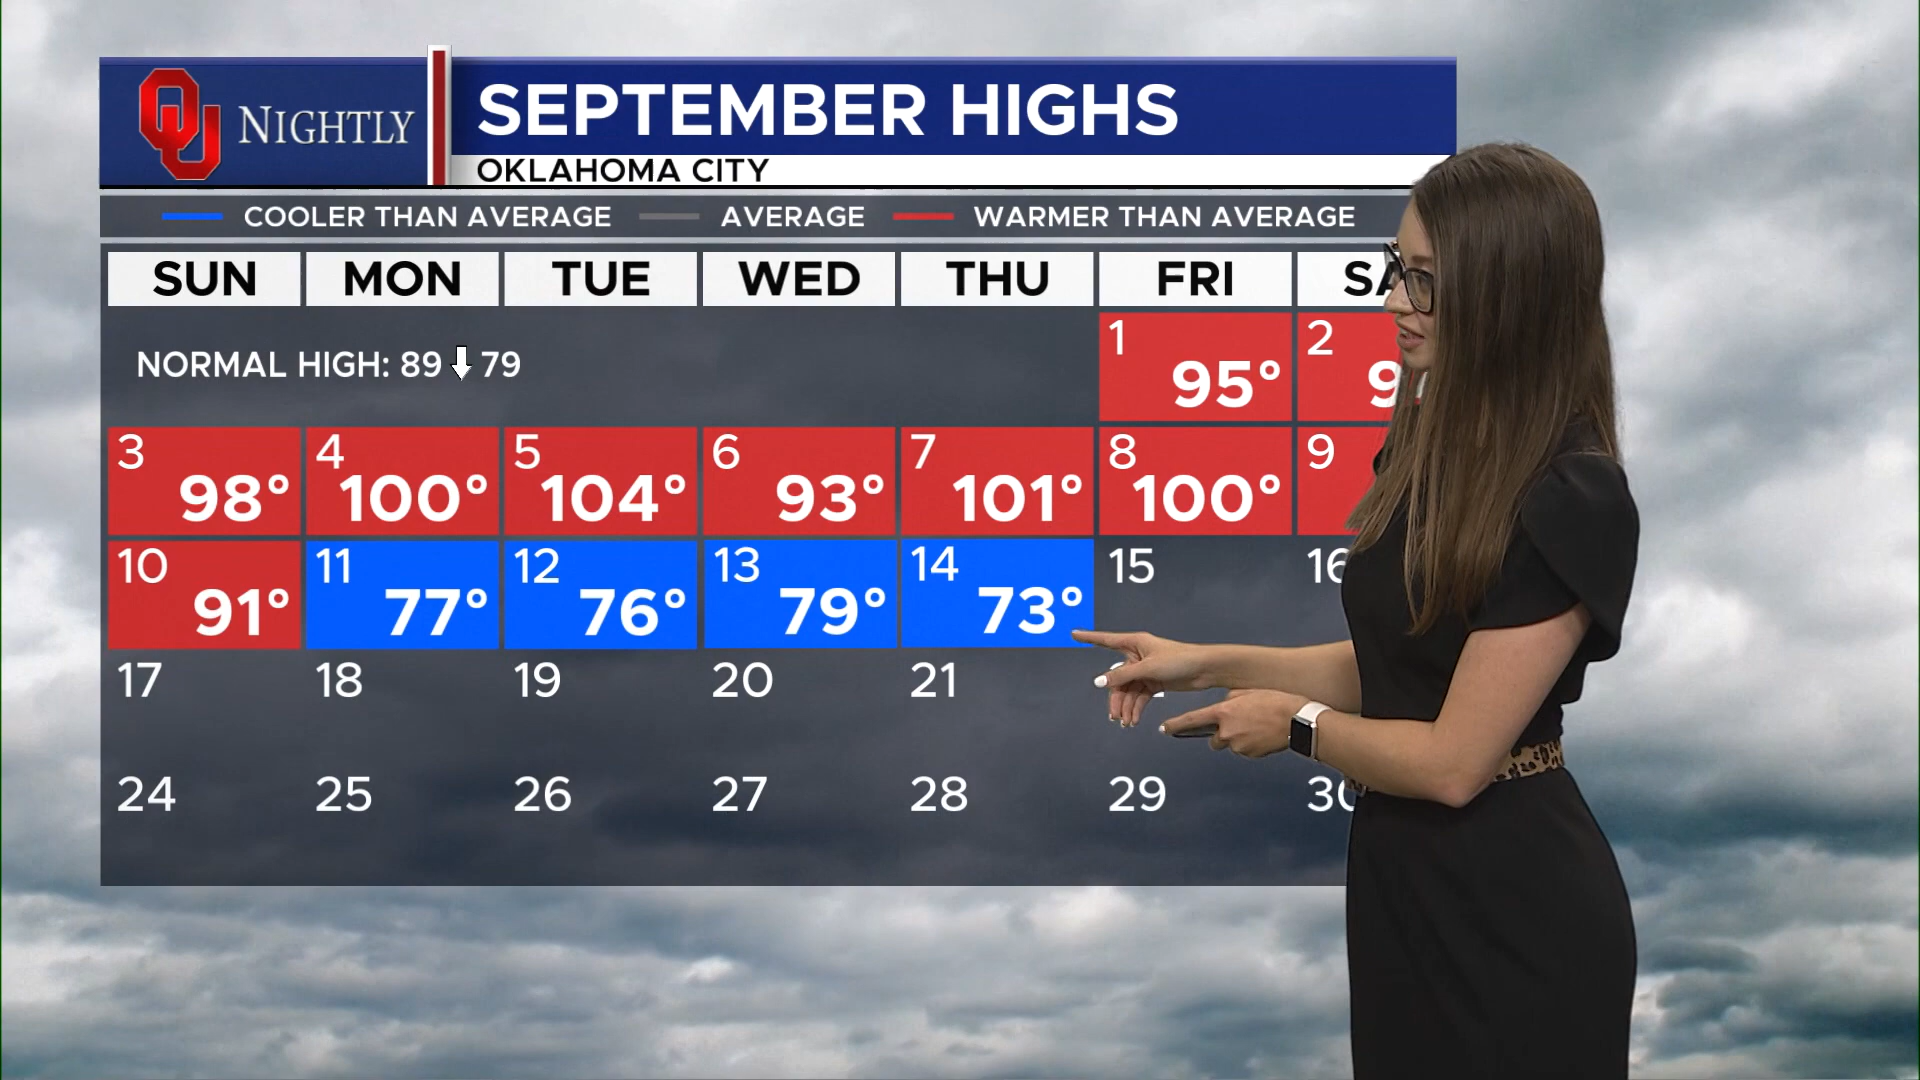 OU NIGHTLY
SEPTEMBER HIGHS
OKLAHOMA CITY
COOLER THAN AVERAGE AVERAGE WARMER THAN AVERAGE
SUN MON TUE WED THU FRI
NORMAL HIGH: 89 79
1 2
95°
3 4 5 6 7 8 9
98° 100° 104° 93° 101° 100°
10 11 12 13 14 15 16
91° 77° 76° 79° 73°
17 18 19 20 21
24 25 26 27 28 29 30